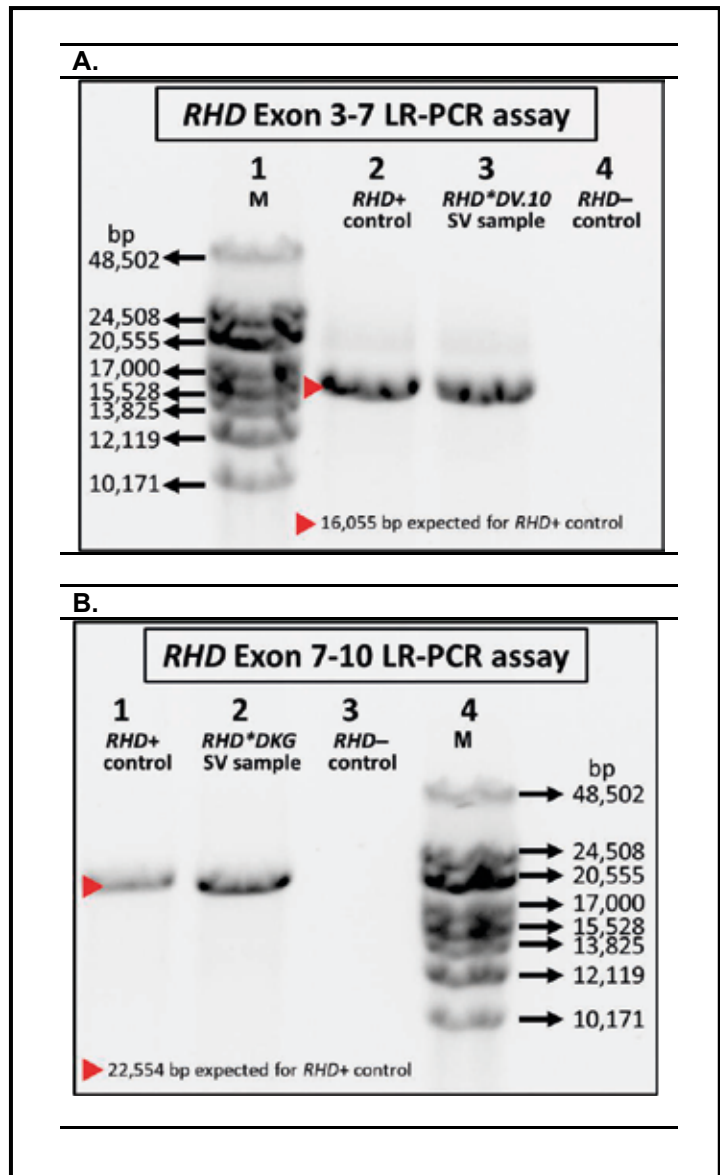 A.
RHD Exon 3-7 LR-PCR assay
1 2 3 4
M RHD+ RHD*DV.10 RHD–
control SV sample control
bp
48,502
24,508
20,555
17,000
15,528
13,825
12,119
10,171
16,055 bp expected for RHD+ control
B.
RHD Exon 7-10 LR-PCR assay
1 2 3 4
RHD+ RHD*DKG RHD– M
control SV sample control
bp
48,502
24,508
20,555
17,000
15,528
13,825
12,119
10,171
22,554 bp expected for RHD+ control